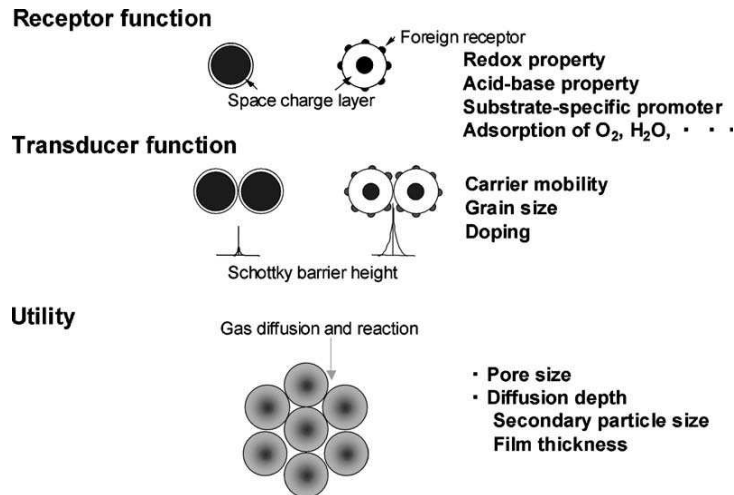 Receptor function
Foreign receptor
Space charge layer
Redox property
Acid-base property
Substrate-specific promoter
Adsorption of O₂, H₂O, ・ ・ ・
Transducer function
Carrier mobility
Grain size
Doping
Schottky barrier height
Utility
Gas diffusion and reaction
・ Pore size
・ Diffusion depth
Secondary particle size
Film thickness